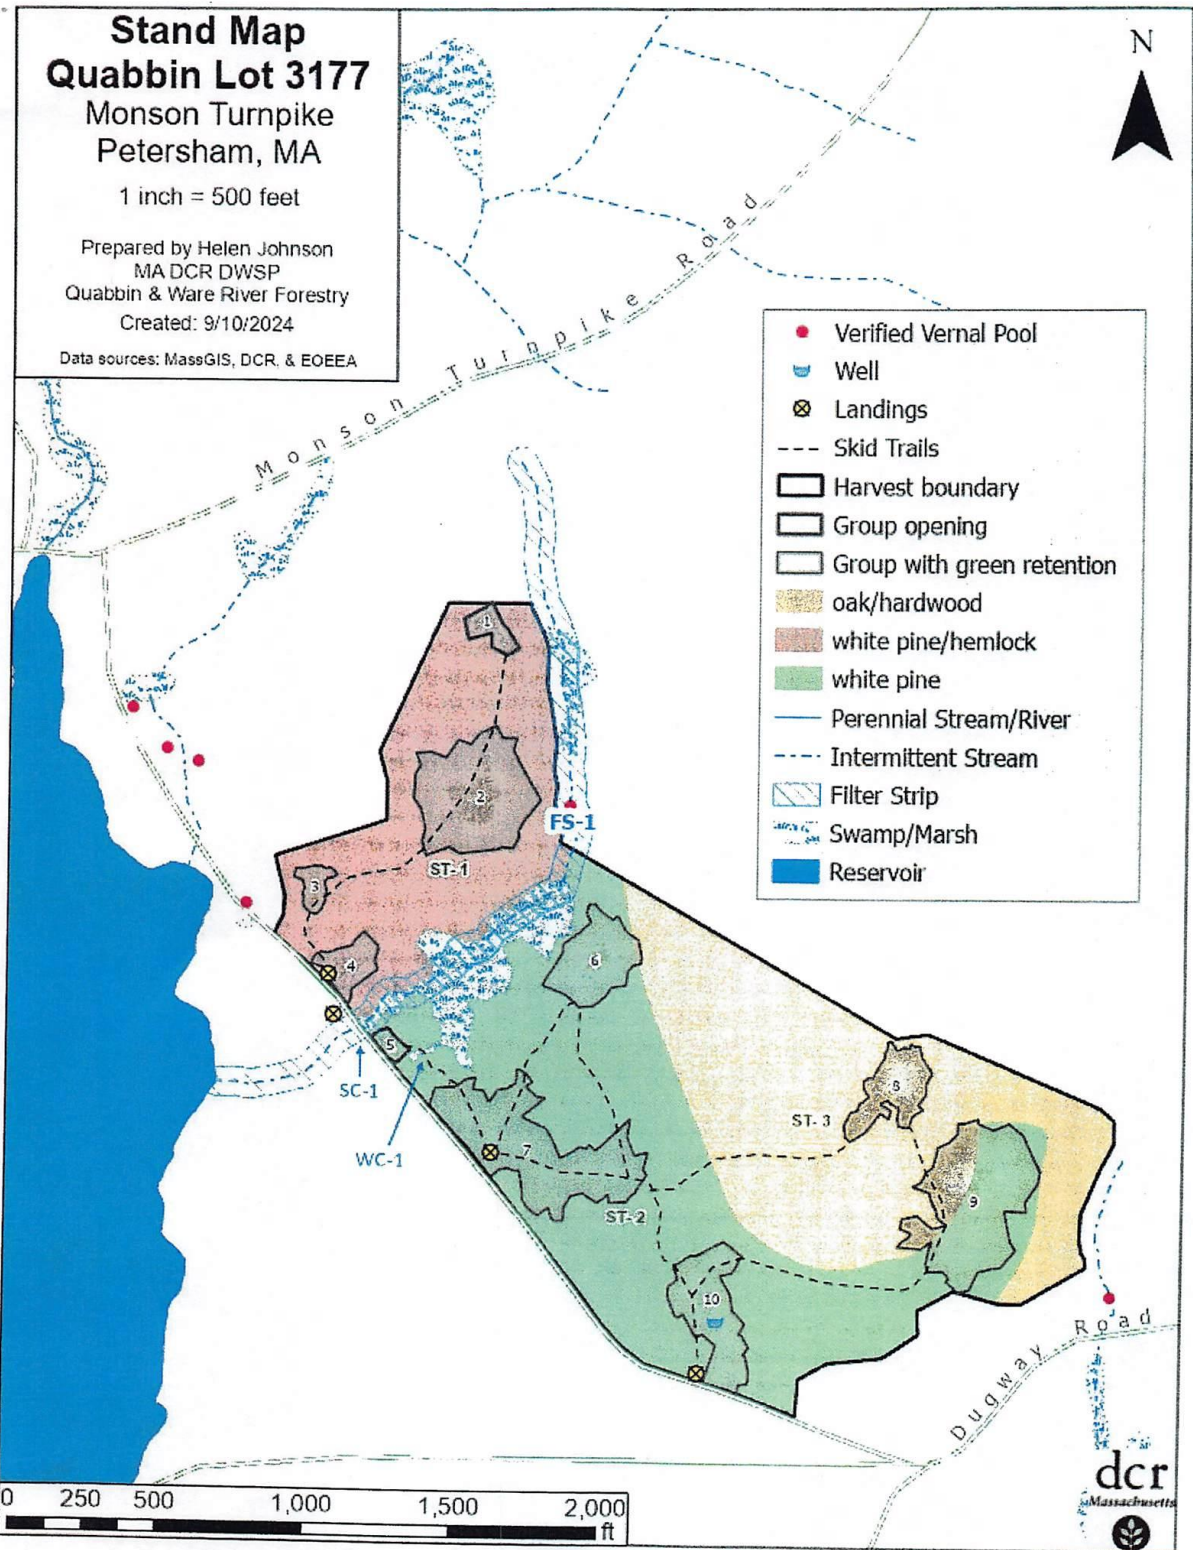 Stand Map
Quabbin Lot 3177
Monson Turnpike
Petersham, MA
1 inch = 500 feet
Prepared by Helen Johnson
MA DCR DWSP
Quabbin & Ware River Forestry
Created: 9/10/2024
Data sources: MassGIS, DCR, & EOEEA
N
Monson Turnpike Road
Verified Vernal Pool
Well
Landings
Skid Trails
Harvest boundary
Group opening
Group with green retention
oak/hardwood
white pine/hemlock
white pine
Perennial Stream/River
Intermittent Stream
Filter Strip
Swamp/Marsh
Reservoir
1
2
FS-1
ST-1
3
4
6
5
SC-1
8
ST-3
WC-1
7
9
ST-2
10
Dugway Road
dcr
Massachusetts
0 250 500 1,000 1,500 2,000
ft